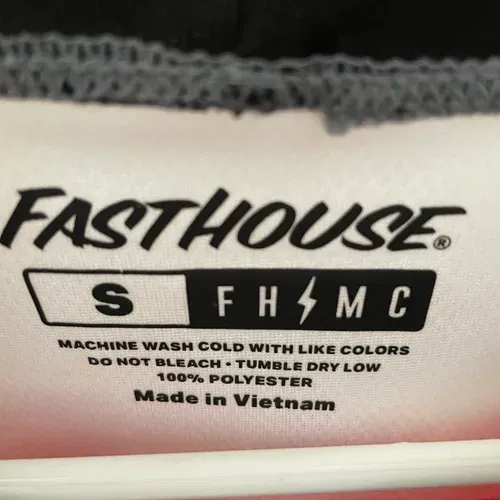 FASTHOUSE®
S FH⚡MC
MACHINE WASH COLD WITH LIKE COLORS
DO NOT BLEACH • TUMBLE DRY LOW
100% POLYESTER
Made in Vietnam